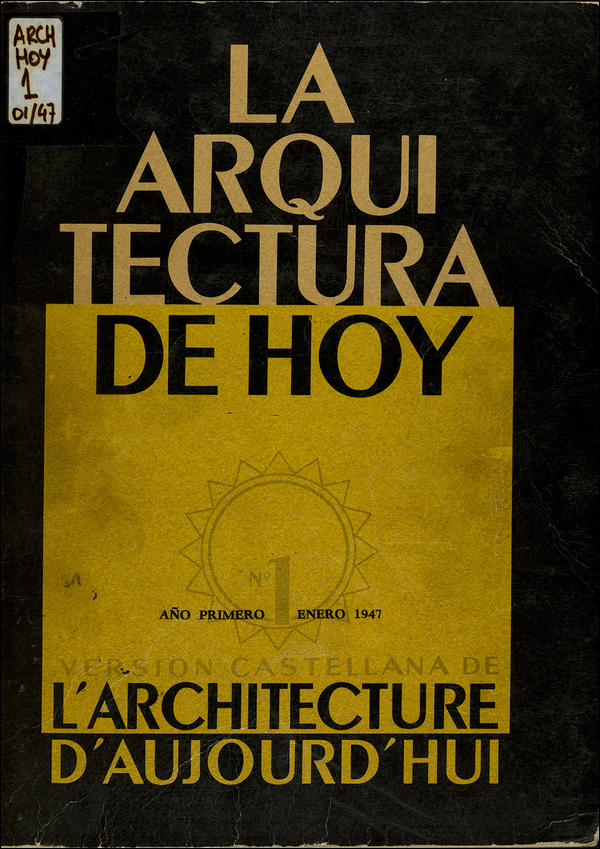 ARCH
HOY
1
01/47
LA
ARQUI
TECTURA
DE HOY
Nº 1
AÑO PRIMERO ENERO 1947
VERSION CASTELLANA DE
L'ARCHITECTURE
D'AUJOURD'HUI